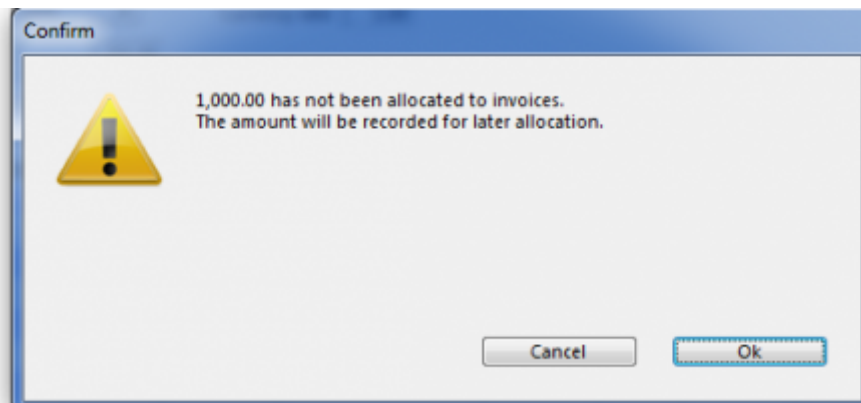 Confirm
1,000.00 has not been allocated to invoices.
The amount will be recorded for later allocation.
Cancel
Ok